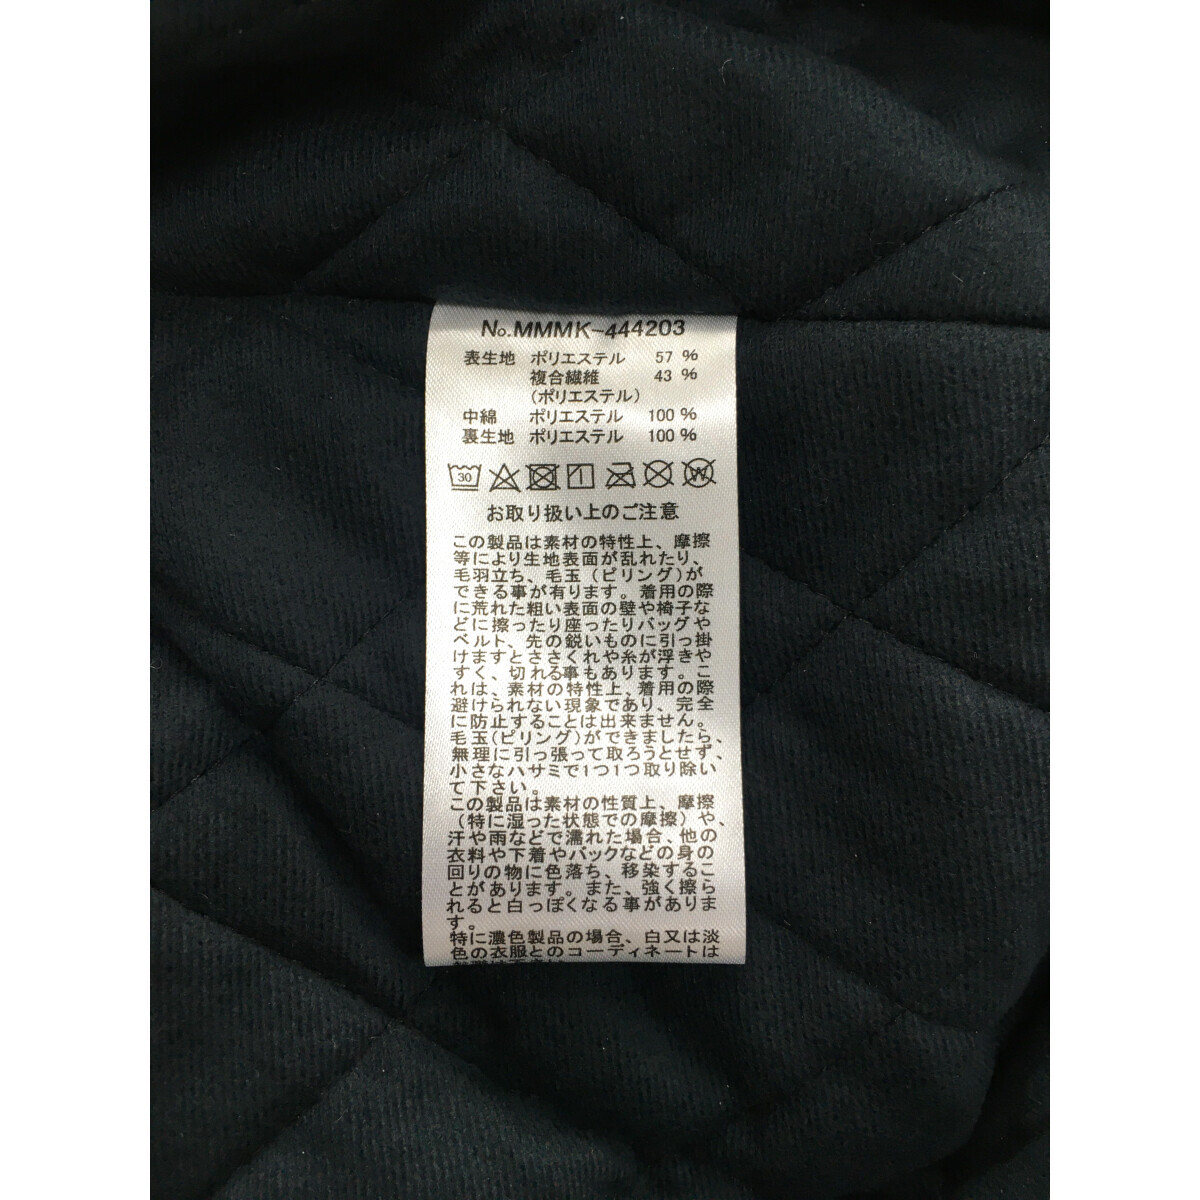 No.MMMK-444203
表生地 ポリエステル 57 %
複合繊維 43 %
(ポリエステル)
中綿 ポリエステル 100 %
裏生地 ポリエステル 100 %
30 W
お取り扱い上のご注意
この製品は素材の特性上、摩擦
等により生地表面が乱れたり、
毛羽立ち、毛玉(ピリング)が
できる事が有ります。着用の際
に荒れた粗い表面の壁や椅子な
どに擦ったり座ったりバッグや
ベルト、先の鋭いものに引っ掛
けますとささくれや糸が浮きや
すく、切れる事もあります。こ
れは、素材の特性上、着用の際
避けられない現象であり、完全
に防止することは出来ません。
毛玉(ピリング)ができましたら、
無理に引っ張って取ろうとせず、
小さなハサミで1つ1つ取り除い
て下さい。
この製品は素材の性質上、摩擦
(特に湿った状態での摩擦)や、
汗や雨などで濡れた場合、他の
衣料や下着やバックなどの身の
回りの物に色落ち、移染するこ
とがあります。また、強く擦ら
れると白っぽくなる事がありま
す。
特に濃色製品の場合、白又は淡
色の衣服とのコーディネートは